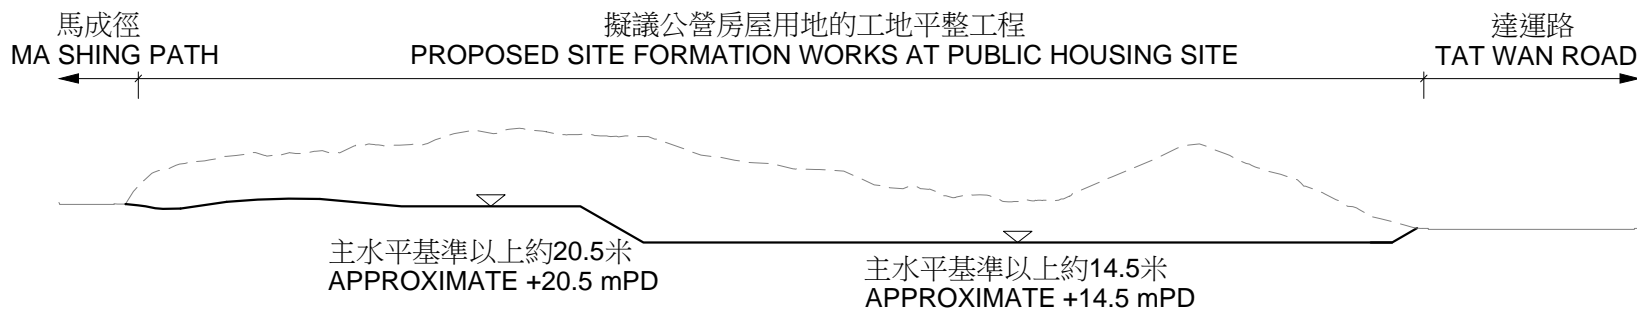 馬成徑
MA SHING PATH
擬議公營房屋用地的工地平整工程
PROPOSED SITE FORMATION WORKS AT PUBLIC HOUSING SITE
達運路
TAT WAN ROAD
主水平基準以上約20.5米
APPROXIMATE +20.5 mPD
主水平基準以上約14.5米
APPROXIMATE +14.5 mPD